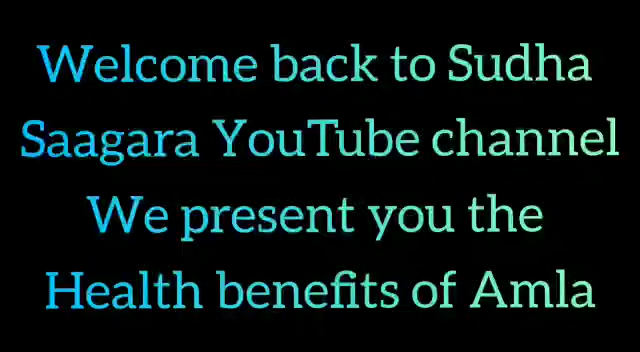 Welcome back to Sudha
Saagara YouTube channel
We present you the
Health benefits of Amla